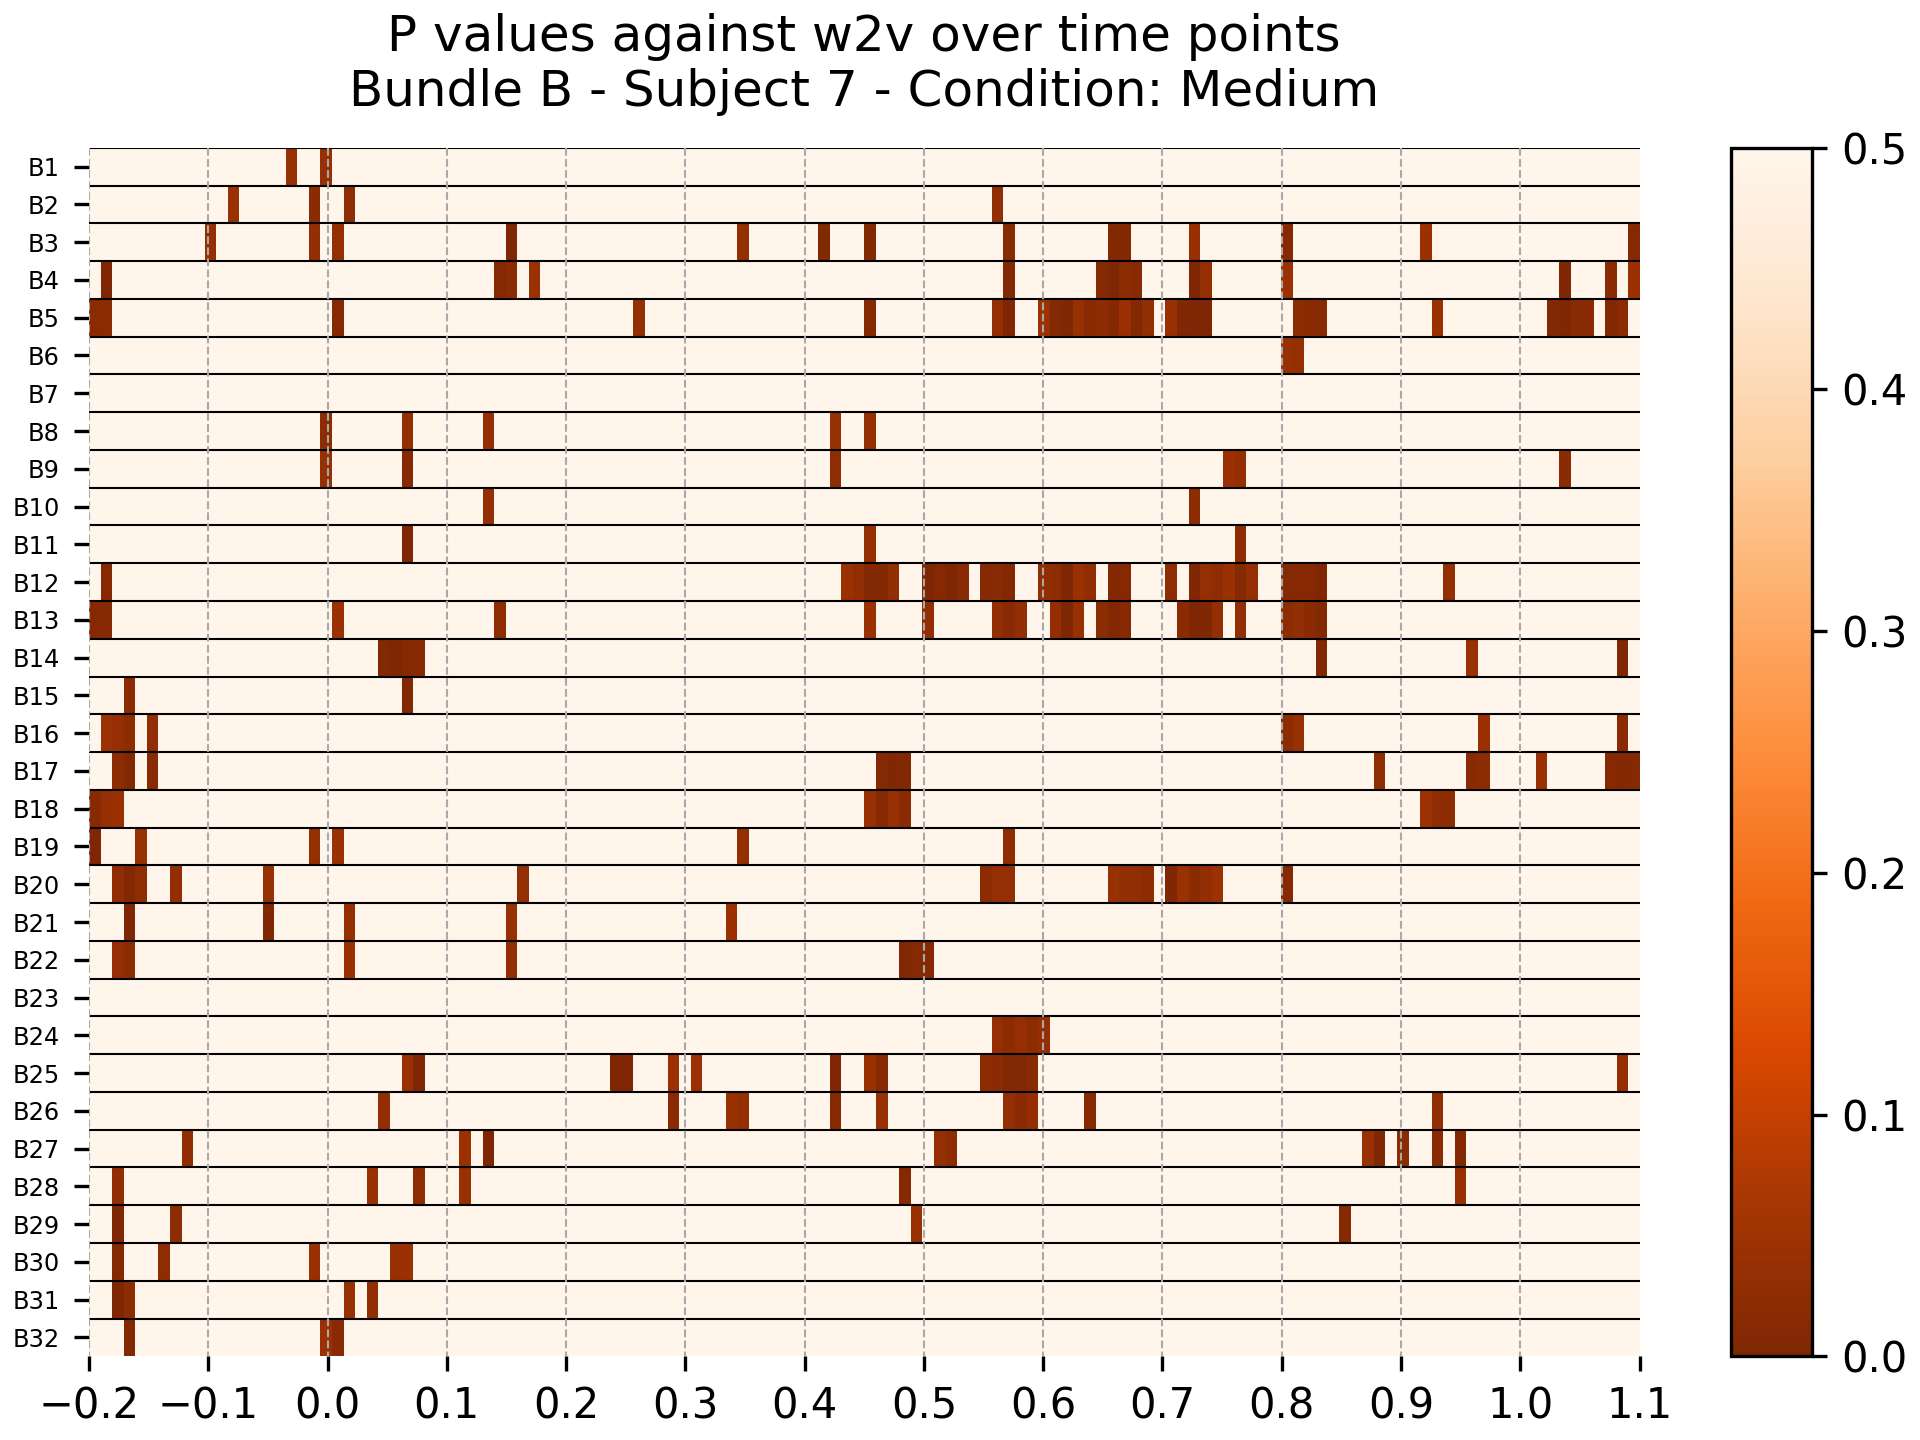 P values against w2v over time points
Bundle B - Subject 7 - Condition: Medium
B1
B2
B3
B4
B5
B6
B7
B8
B9
B10
B11
B12
B13
B14
B15
B16
B17
B18
B19
B20
B21
B22
B23
B24
B25
B26
B27
B28
B29
B30
B31
B32
−0.2 −0.1 0.0 0.1 0.2 0.3 0.4 0.5 0.6 0.7 0.8 0.9 1.0 1.1
0.5
0.4
0.3
0.2
0.1
0.0